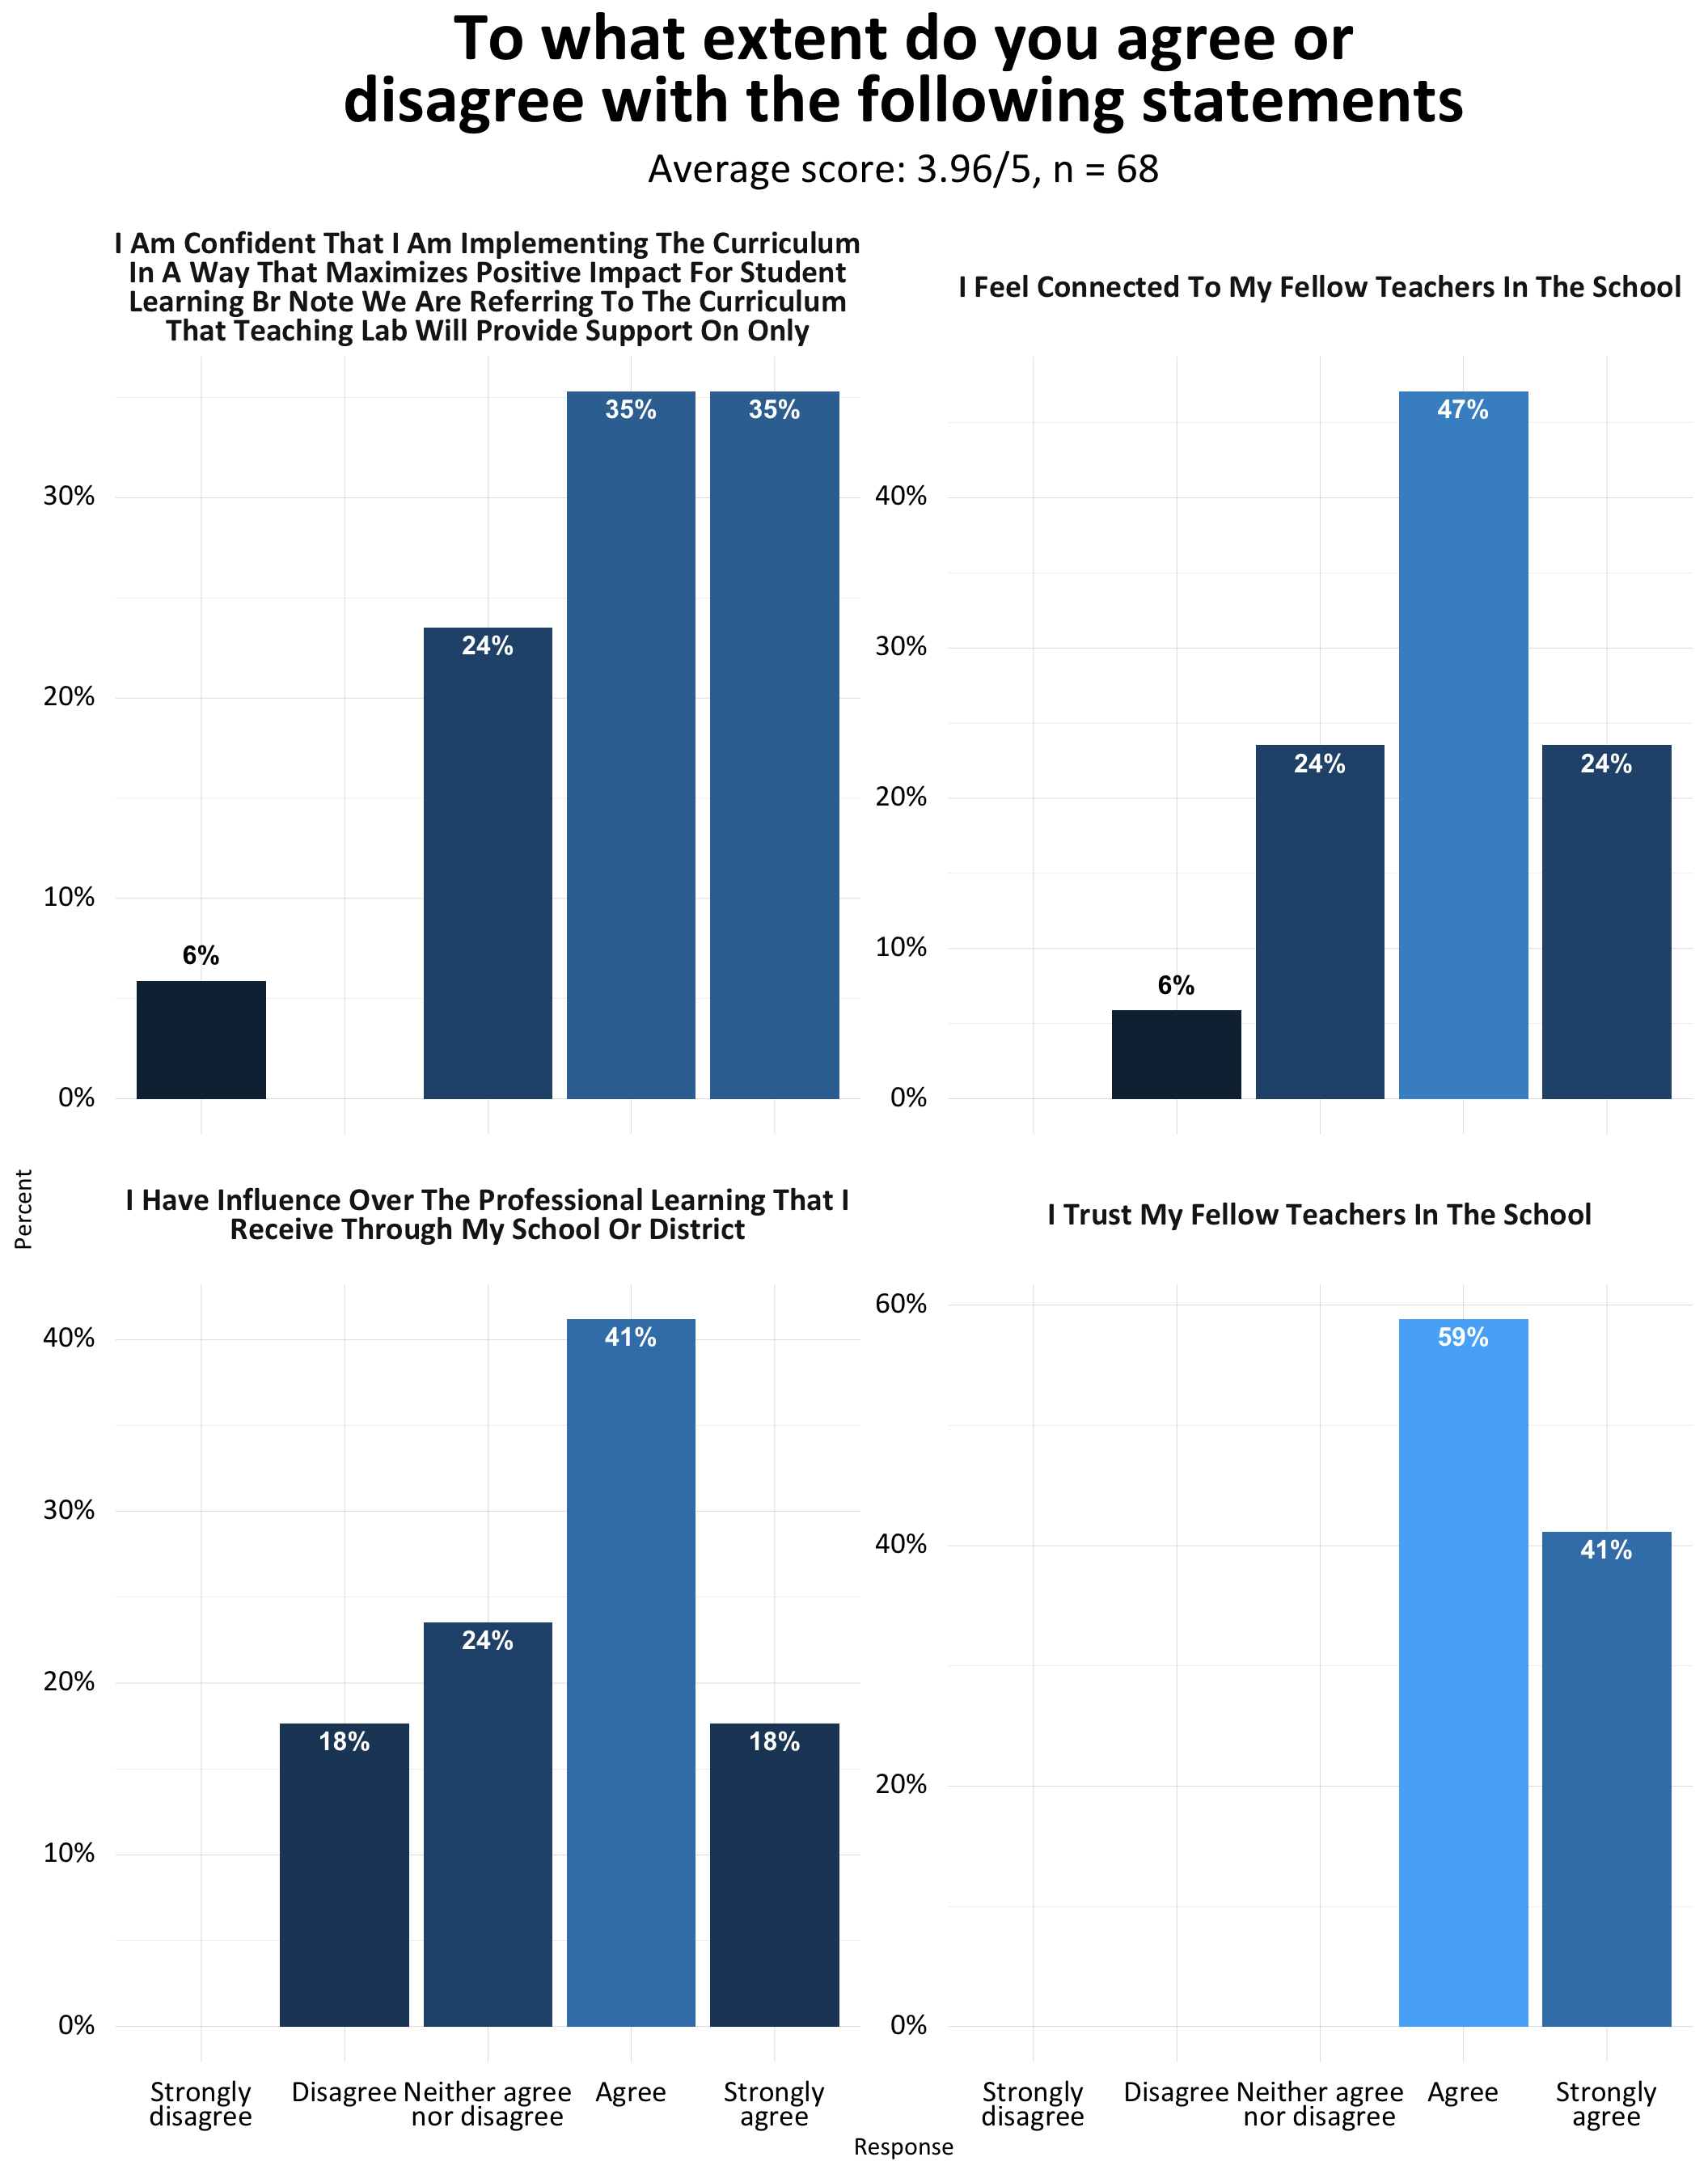 To what extent do you agree or
disagree with the following statements
Average score: 3.96/5, n = 68
I Am Confident That I Am Implementing The Curriculum
In A Way That Maximizes Positive Impact For Student
Learning Br Note We Are Referring To The Curriculum
That Teaching Lab Will Provide Support On Only
35%
35%
30%
24%
20%
10%
6%
0%
I Feel Connected To My Fellow Teachers In The School
47%
40%
30%
24%
24%
20%
10%
6%
0%
Percent
I Have Influence Over The Professional Learning That I
Receive Through My School Or District
41%
40%
30%
24%
20%
18%
18%
10%
0%
Strongly
disagree
Disagree
Neither agree
nor disagree
Agree
Strongly
agree
I Trust My Fellow Teachers In The School
60%
59%
41%
40%
20%
0%
Strongly
disagree
Disagree
Neither agree
nor disagree
Agree
Strongly
agree
Response